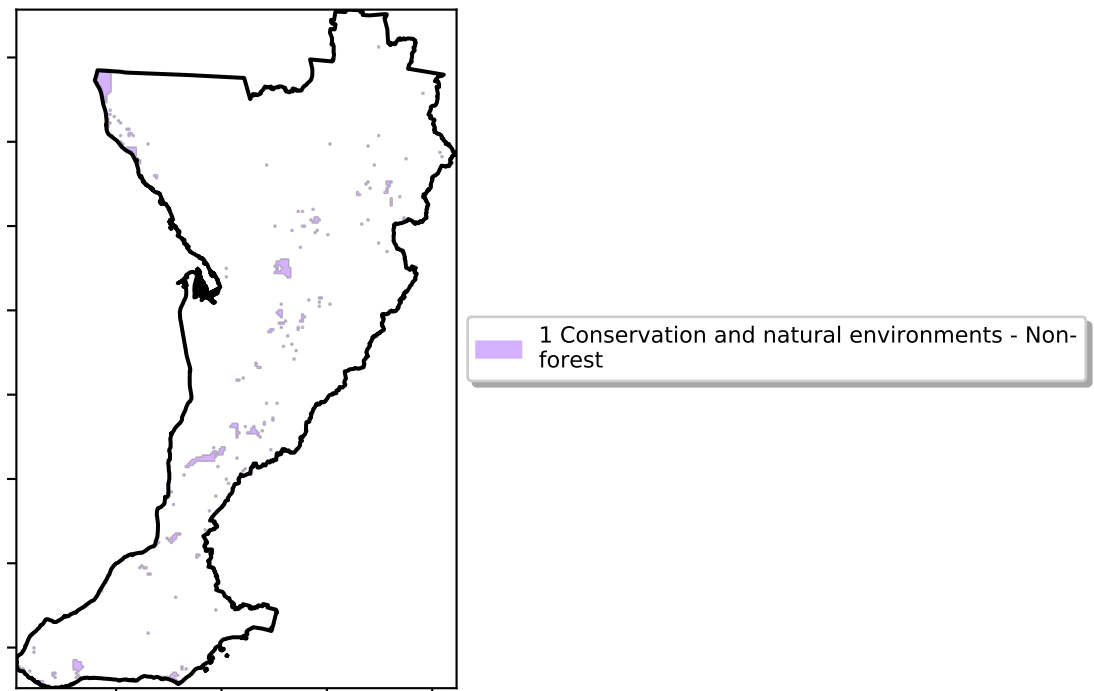 1 Conservation and natural environments - Non-
forest